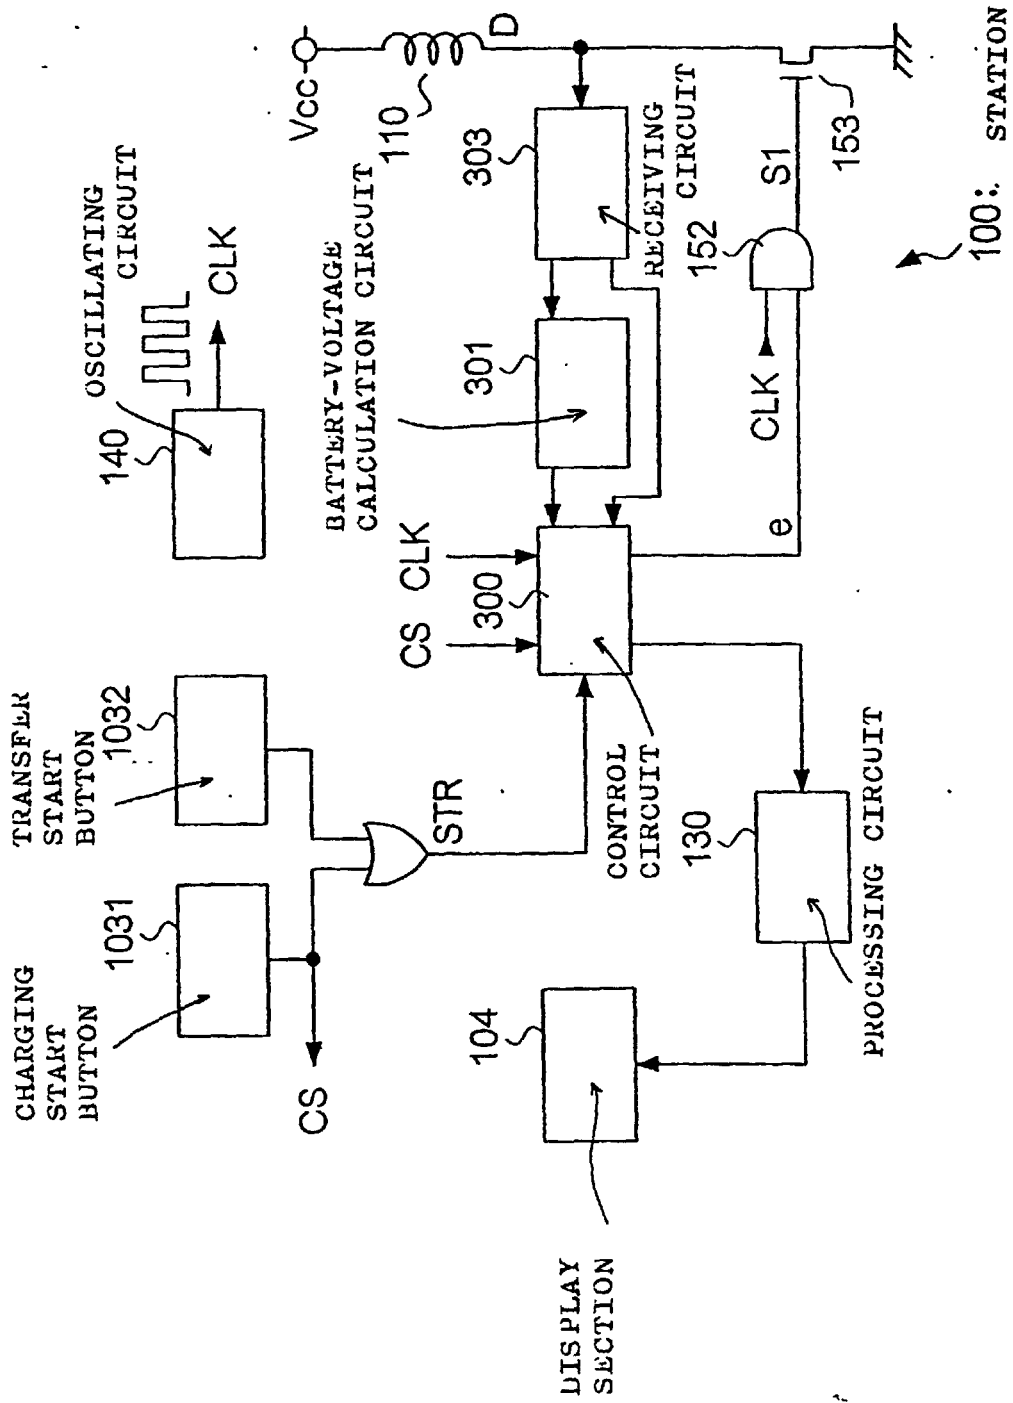 CHARGING
START
BUTTON
1031
TRANSFER
START
BUTTON
1032
OSCILLATING
CIRCUIT
140
CLK
Vcc
110
D
CS
STR
BATTERY-VOLTAGE
CALCULATION CIRCUIT
CS
CLK
300
301
303
RECEIVING
CIRCUIT
CONTROL
CIRCUIT
104
DISPLAY
SECTION
130
PROCESSING CIRCUIT
e
CLK
152
S1
153
100: STATION